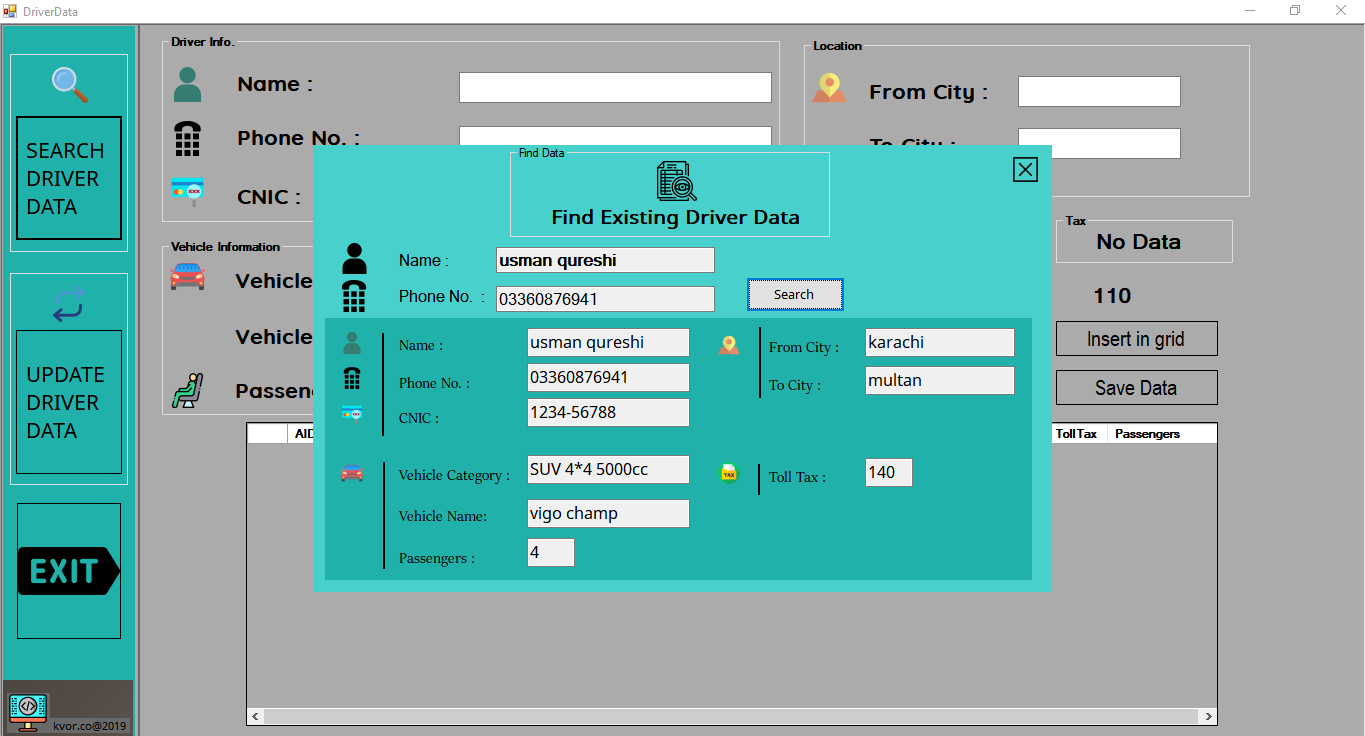 DriverData
SEARCH
DRIVER
DATA
UPDATE
DRIVER
DATA
EXIT
kvor.co@2019
Driver Info.
Name :
Phone No. :
CNIC :
Location
From City :
To City :
Vehicle Information
Vehicle
Vehicle
Tax
No Data
110
Insert in grid
Save Data
Toll Tax Passengers
Find Data
Find Existing Driver Data
Name : usman qureshi
Phone No. : 03360876941
Search
Name : usman qureshi
Phone No. : 03360876941
CNIC : 1234-56788
From City : karachi
To City : multan
Vehicle Category : SUV 4*4 5000cc
Vehicle Name: vigo champ
Passengers : 4
TAX
Toll Tax : 140